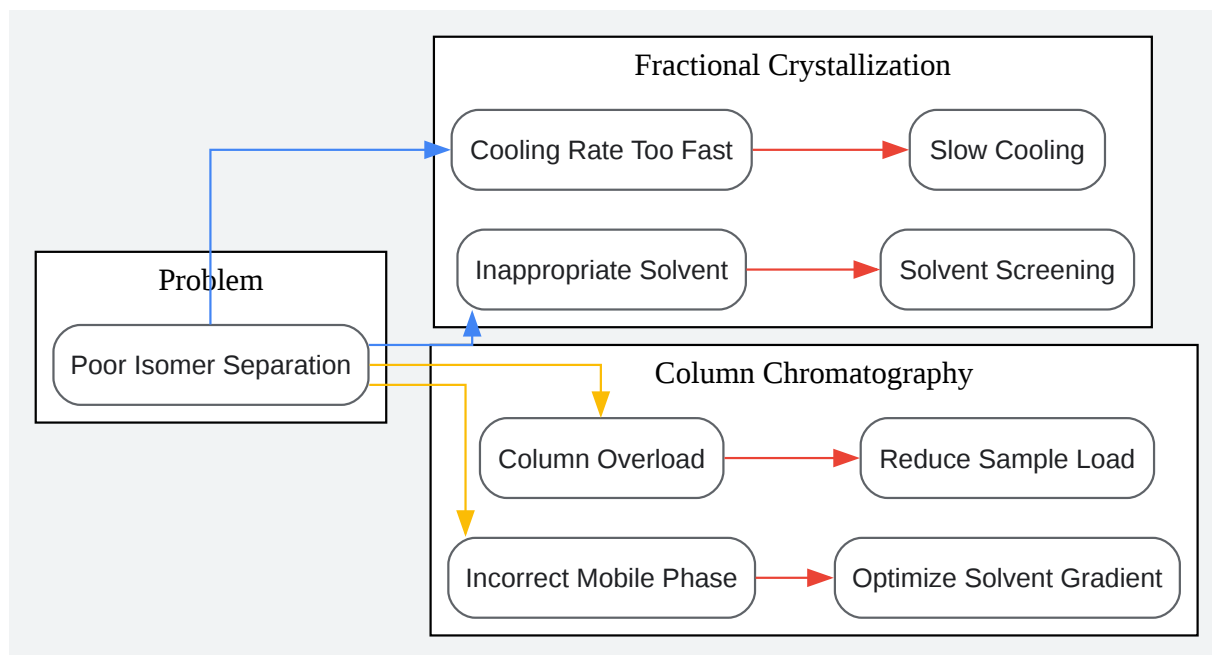 Fractional Crystallization
Cooling Rate Too Fast
Slow Cooling
Inappropriate Solvent
Solvent Screening
Problem
Poor Isomer Separation
Column Chromatography
Column Overload
Reduce Sample Load
Incorrect Mobile Phase
Optimize Solvent Gradient